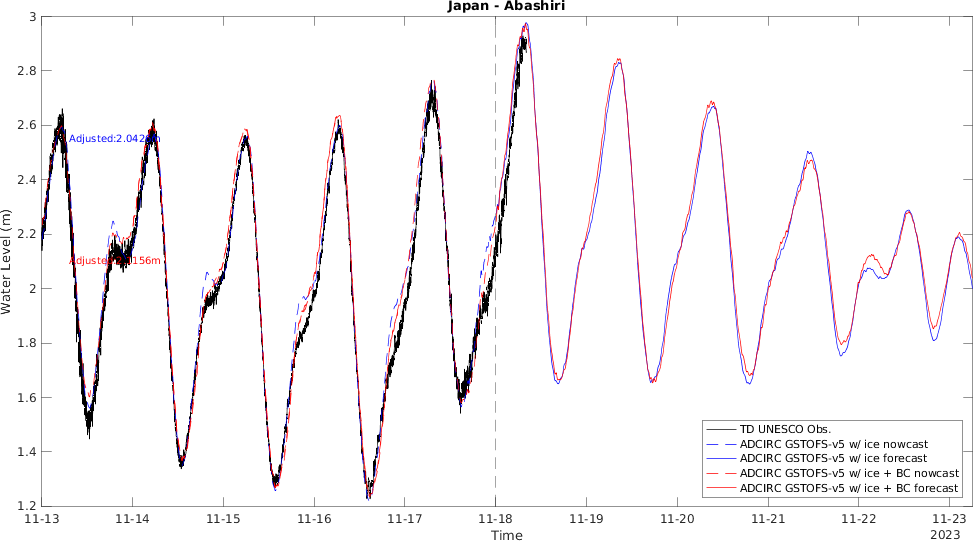 Japan - Abashiri
3
2.8
2.6
2.4
2.2
2
1.8
1.6
1.4
1.2
Water Level (m)
Adjusted:2.042
Adjusted 156m
TD UNESCO Obs.
ADCIRC GSTOFS-v5 w/ ice nowcast
ADCIRC GSTOFS-v5 w/ ice forecast
ADCIRC GSTOFS-v5 w/ ice + BC nowcast
ADCIRC GSTOFS-v5 w/ ice + BC forecast
11-13 11-14 11-15 11-16 11-17 11-18 11-19 11-20 11-21 11-22 11-23
Time
2023